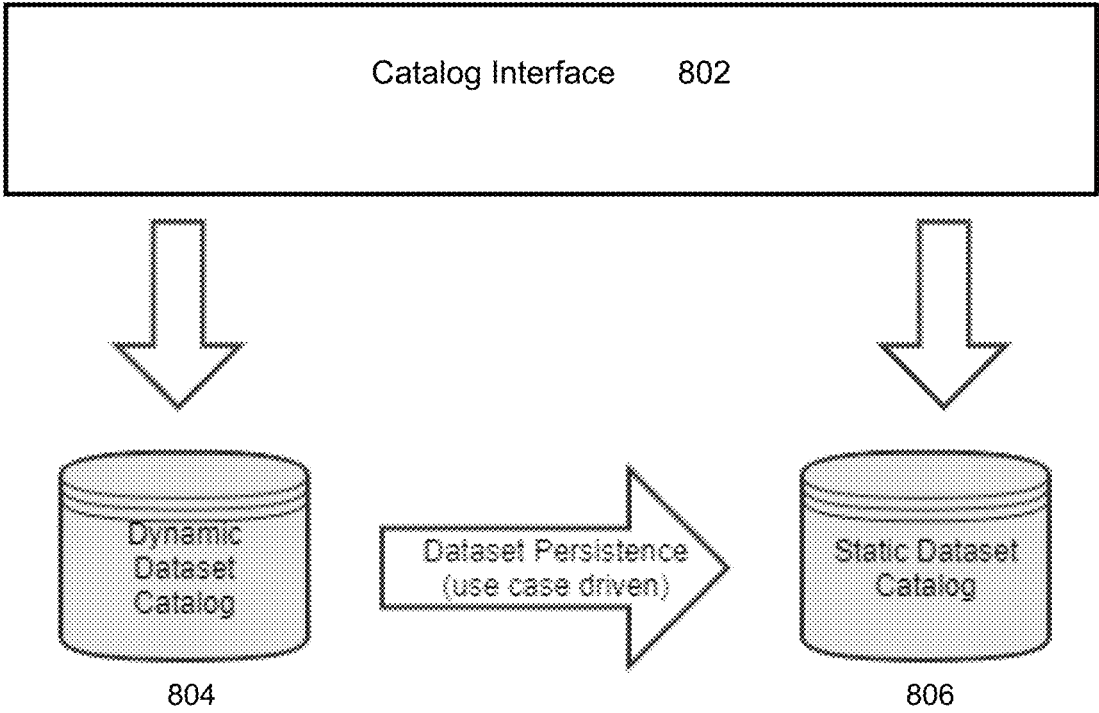 Catalog Interface 802
Dynamic
Dataset
Catalog
Dataset Persistence
(use case driven)
Static Dataset
Catalog
804
806